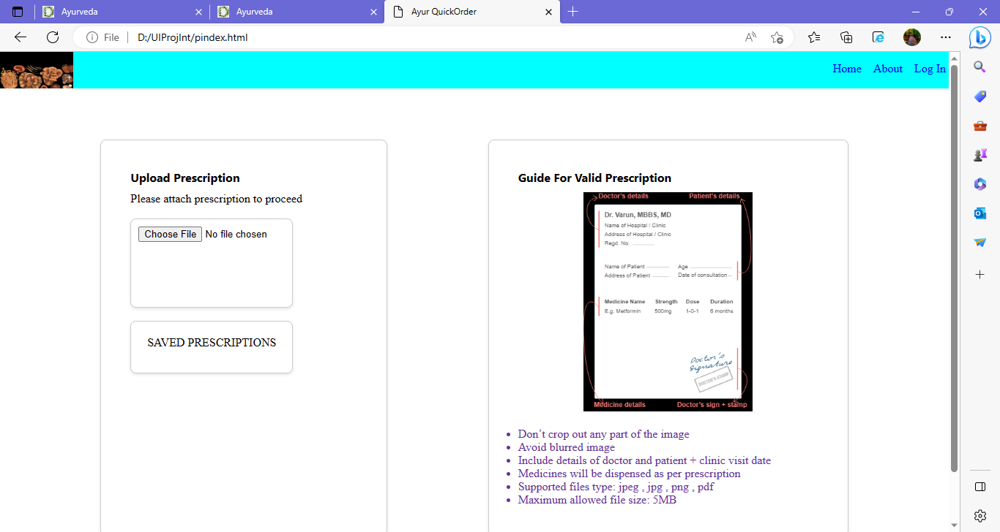 Ayurveda
Ayurveda
Ayur QuickOrder
File
D:/UIProjInt/pindex.html
Home About Log In
Upload Prescription
Please attach prescription to proceed
Choose File No file chosen
SAVED PRESCRIPTIONS
Guide For Valid Prescription
Doctor's details Patient's details
Dr. Varun, MBBS, MD
Name of Hospital / Clinic
Address of Hospital / Clinic
Regd. No.
Name of Patient Age
Address of Patient Date of consultation
Medicine Name Strength Dose Duration
E.g. Metformin 500mg 1-0-1 6 months
Doctor's
Signature
DOCTOR'S STAMP
Medicine details Doctor's sign + stamp
• Don’t crop out any part of the image
• Avoid blurred image
• Include details of doctor and patient + clinic visit date
• Medicines will be dispensed as per prescription
• Supported files type: jpeg , jpg , png , pdf
• Maximum allowed file size: 5MB